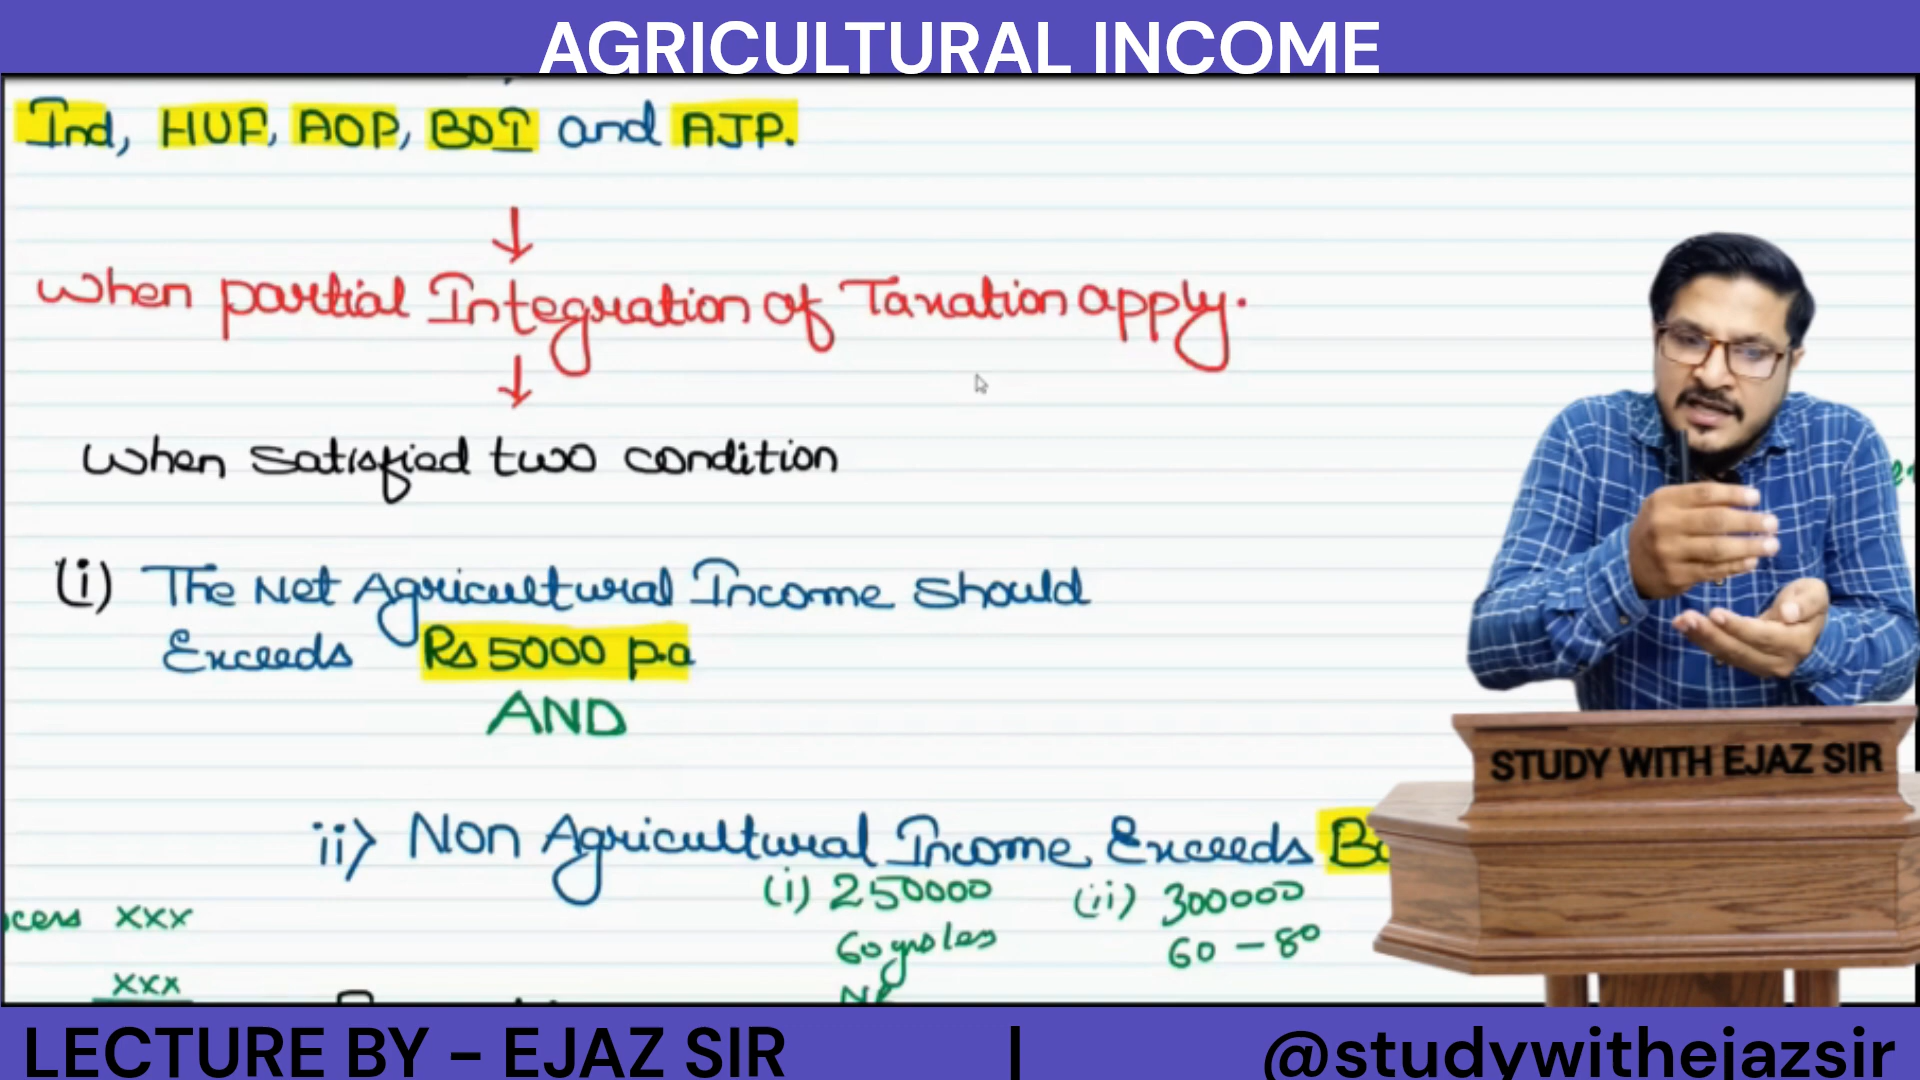 AGRICULTURAL INCOME
Ind, HUF, AOP, BOI and AJP.
When partial Integration of Taxation apply.
When satisfied two condition
(i) The Net Agricultural Income should
Exceeds Rs 5000 p.a
AND
ii) Non Agricultural Income Exceeds
(i) 250000 (ii) 300000
60 yrs les 60 - 80
xxx
xxx
STUDY WITH EJAZ SIR
LECTURE BY - EJAZ SIR | @studywithejazsir